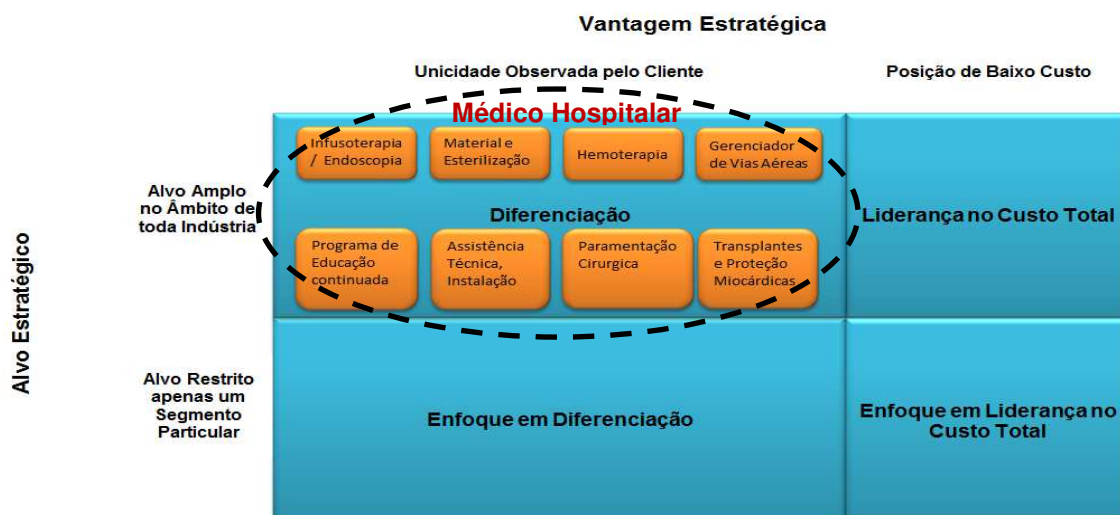 Vantagem Estratégica
Unicidade Observada pelo Cliente
Posição de Baixo Custo
Médico Hospitalar
Infusoterapia
/ Endoscopia
Material e
Esterilização
Hemoterapia
Gerenciador
de Vias Aéreas
Alvo Amplo
no Âmbito de
toda Indústria
Diferenciação
Liderança no Custo Total
Programa de
Educação
continuada
Assistência
Técnica,
Instalação
Paramentação
Cirurgica
Transplantes
e Proteção
Miocárdicas
Alvo Estratégico
Alvo Restrito
apenas um
Segmento
Particular
Enfoque em Diferenciação
Enfoque em Liderança no
Custo Total